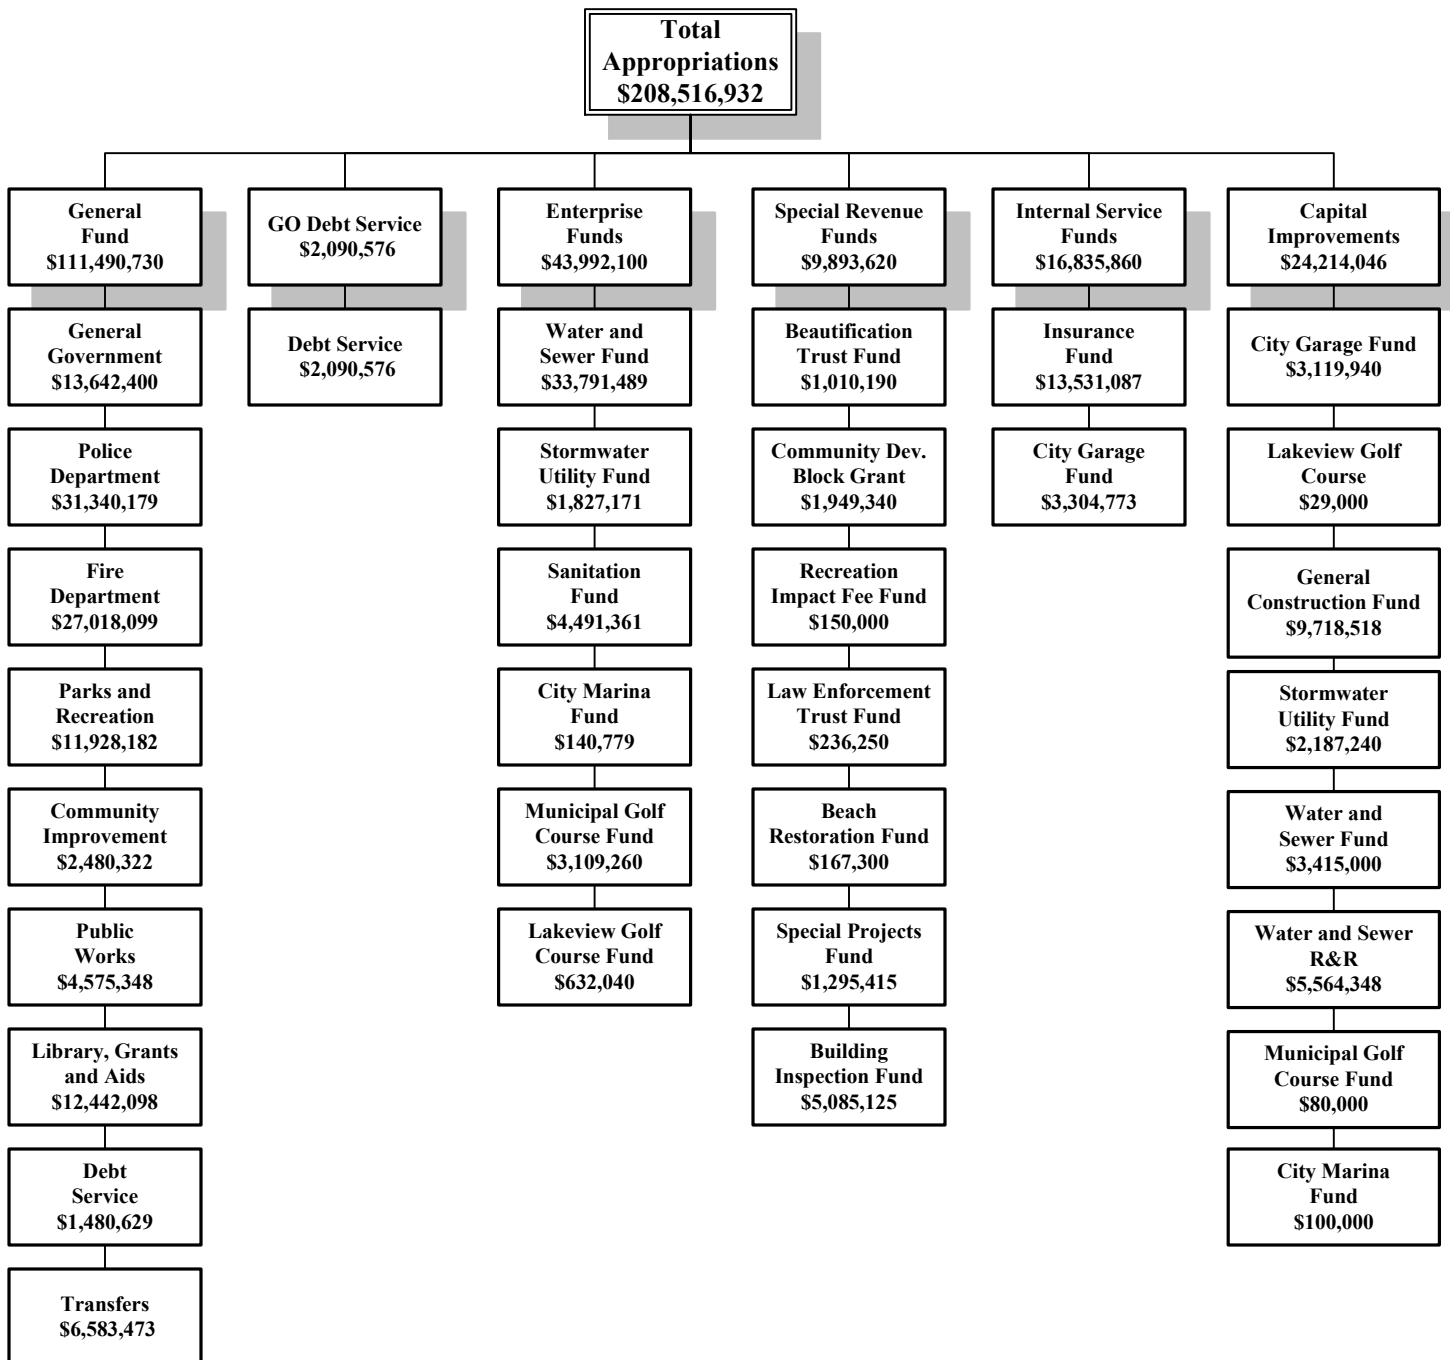 Total
Appropriations
$208,516,932
General
Fund
$111,490,730
General
Government
$13,642,400
Police
Department
$31,340,179
Fire
Department
$27,018,099
Parks and
Recreation
$11,928,182
Community
Improvement
$2,480,322
Public
Works
$4,575,348
Library, Grants
and Aids
$12,442,098
Debt
Service
$1,480,629
Transfers
$6,583,473
GO Debt Service
$2,090,576
Debt Service
$2,090,576
Enterprise
Funds
$43,992,100
Water and
Sewer Fund
$33,791,489
Stormwater
Utility Fund
$1,827,171
Sanitation
Fund
$4,491,361
City Marina
Fund
$140,779
Municipal Golf
Course Fund
$3,109,260
Lakeview Golf
Course Fund
$632,040
Special Revenue
Funds
$9,893,620
Beautification
Trust Fund
$1,010,190
Community Dev.
Block Grant
$1,949,340
Recreation
Impact Fee Fund
$150,000
Law Enforcement
Trust Fund
$236,250
Beach
Restoration Fund
$167,300
Special Projects
Fund
$1,295,415
Building
Inspection Fund
$5,085,125
Internal Service
Funds
$16,835,860
Insurance
Fund
$13,531,087
City Garage
Fund
$3,304,773
Capital
Improvements
$24,214,046
City Garage Fund
$3,119,940
Lakeview Golf
Course
$29,000
General
Construction Fund
$9,718,518
Stormwater
Utility Fund
$2,187,240
Water and
Sewer Fund
$3,415,000
Water and Sewer
R&R
$5,564,348
Municipal Golf
Course Fund
$80,000
City Marina
Fund
$100,000